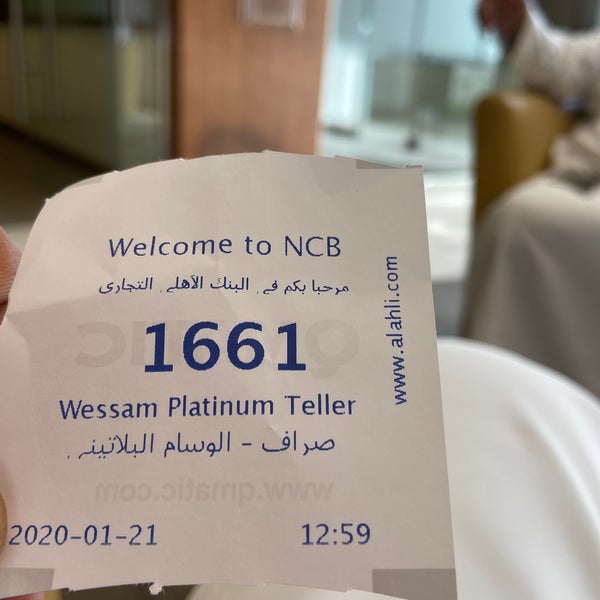 Welcome to NCB
مرحبا بكم في البنك الأهلي التجاري
1661
Wessam Platinum Teller
صراف - الوسام البلاتيني
2020-01-21 12:59
www.alahli.com
QMATIC
www.qmatic.com